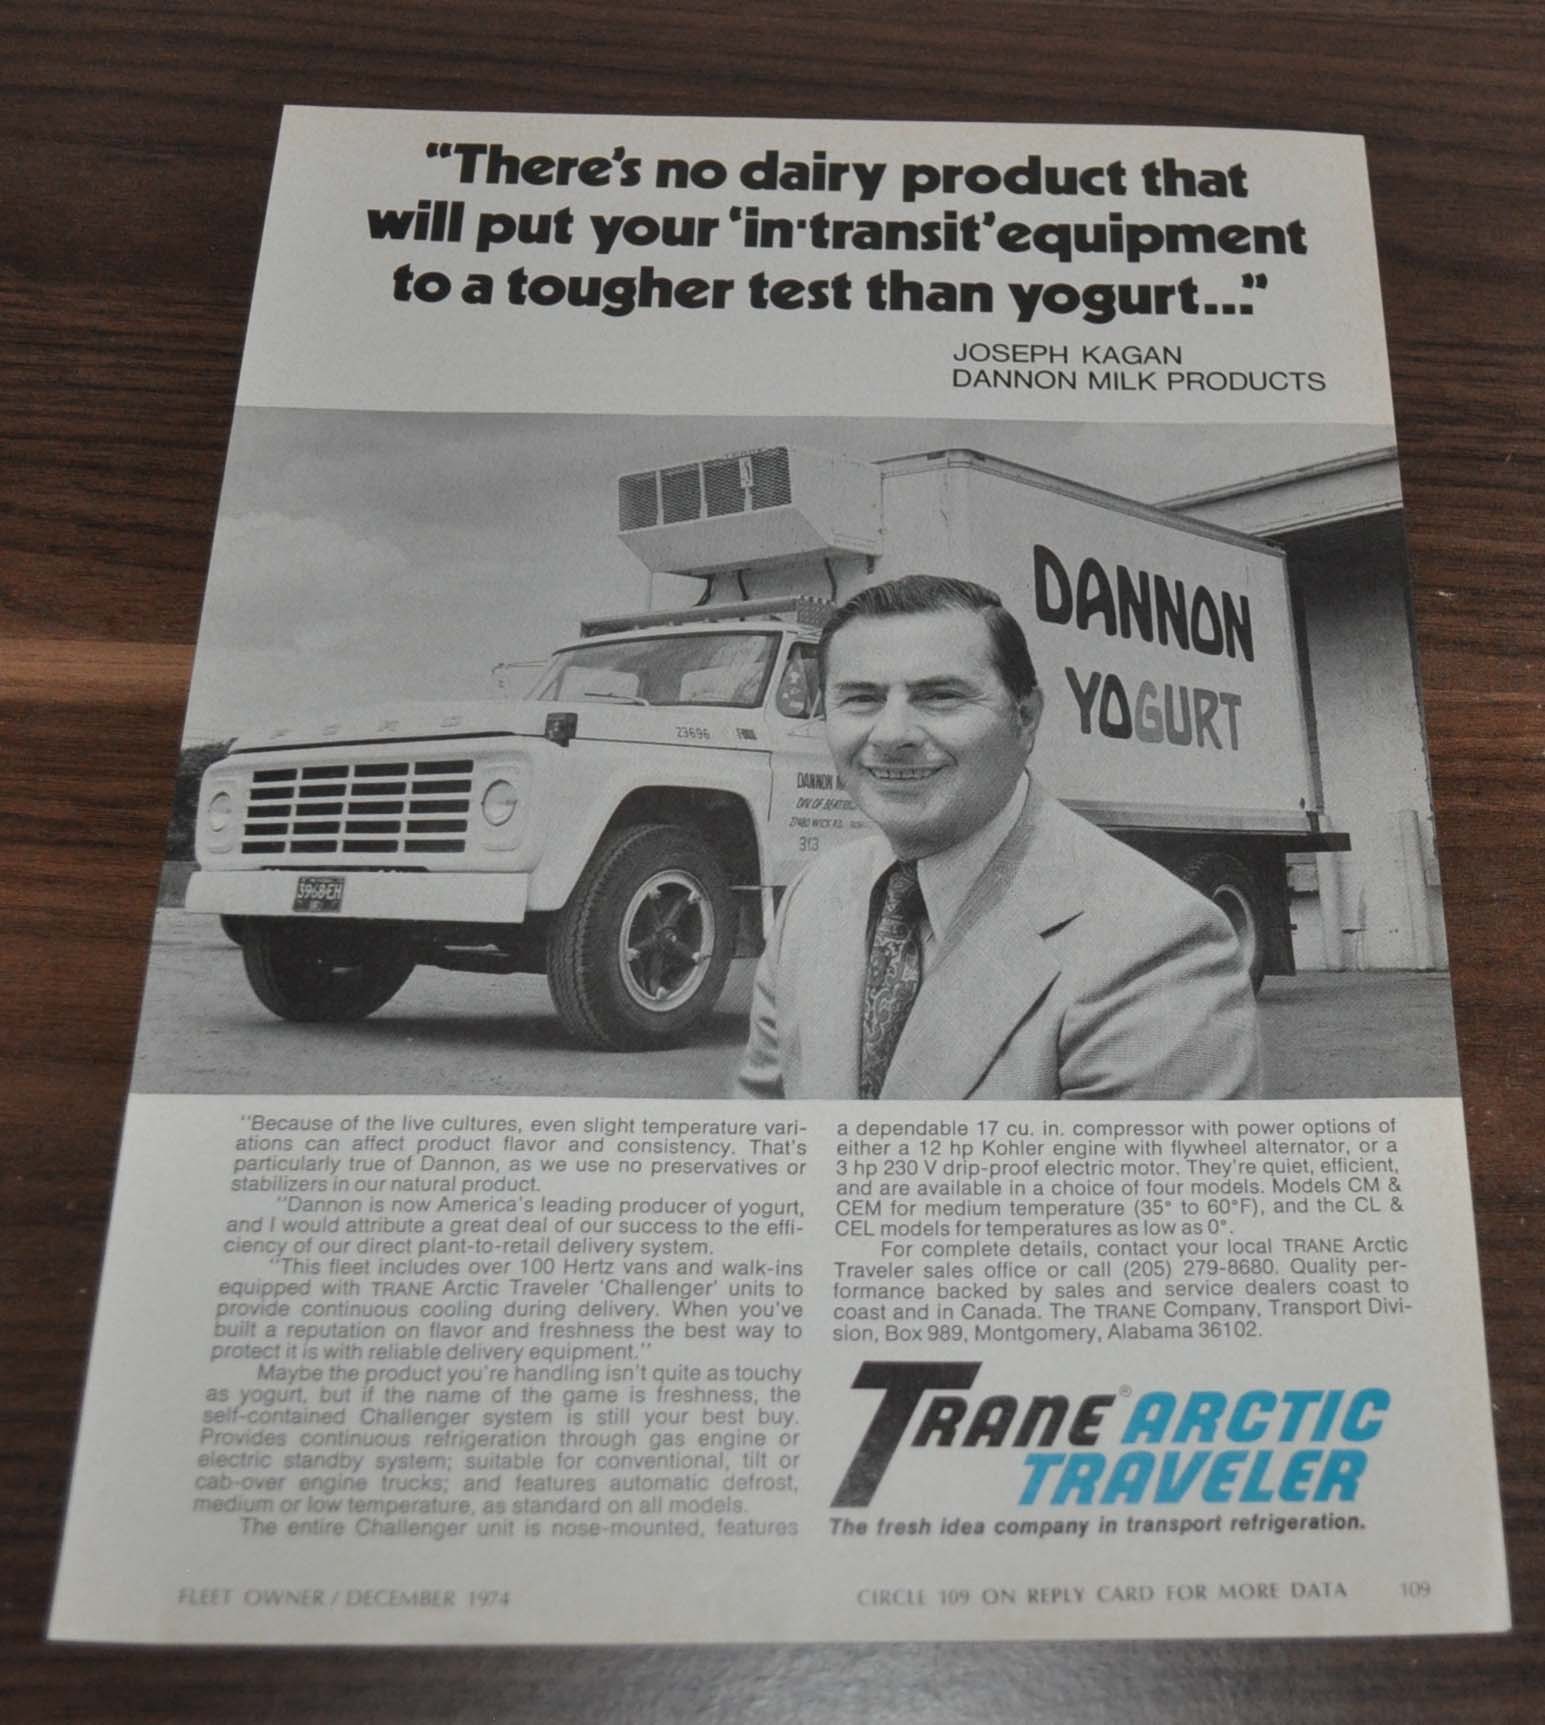 “There's no dairy product that
will put your ‘in-transit’ equipment
to a tougher test than yogurt...”
JOSEPH KAGAN
DANNON MILK PRODUCTS
DANNON
YOGURT
FORD
23696
DANNON
313
3968EH
"Because of the live cultures, even slight temperature vari-
ations can affect product flavor and consistency. That's
particularly true of Dannon, as we use no preservatives or
stabilizers in our natural product.
"Dannon is now America's leading producer of yogurt,
and I would attribute a great deal of our success to the effi-
ciency of our direct plant-to-retail delivery system.
"This fleet includes over 100 Hertz vans and walk-ins
equipped with TRANE Arctic Traveler 'Challenger' units to
provide continuous cooling during delivery. When you've
built a reputation on flavor and freshness the best way to
protect it is with reliable delivery equipment."
Maybe the product you're handling isn't quite as touchy
as yogurt, but if the name of the game is freshness, the
self-contained Challenger system is still your best buy.
Provides continuous refrigeration through gas engine or
electric standby system; suitable for conventional, tilt or
cab-over engine trucks; and features automatic defrost,
medium or low temperature, as standard on all models.
The entire Challenger unit is nose-mounted, features
a dependable 17 cu. in. compressor with power options of
either a 12 hp Kohler engine with flywheel alternator, or a
3 hp 230 V drip-proof electric motor. They're quiet, efficient,
and are available in a choice of four models. Models CM &
CEM for medium temperature (35° to 60°F), and the CL &
CEL models for temperatures as low as 0°.
For complete details, contact your local TRANE Arctic
Traveler sales office or call (205) 279-8680. Quality per-
formance backed by sales and service dealers coast to
coast and in Canada. The TRANE Company, Transport Divi-
sion, Box 989, Montgomery, Alabama 36102.
TRANE® ARCTIC
TRAVELER
The fresh idea company in transport refrigeration.
FLEET OWNER / DECEMBER 1974
CIRCLE 109 ON REPLY CARD FOR MORE DATA 109